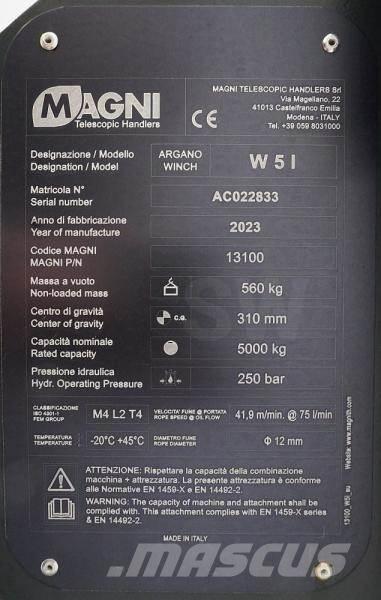 MAGNI
Telescopic Handlers
CE
MAGNI TELESCOPIC HANDLERS Srl
Via Magellano, 22
41013 Castelfranco Emilia
Modena - ITALY
Tel. +39 059 8031000
Designazione / Modello
Designation / Model
ARGANO
WINCH
W 5 I
Matricola N°
Serial number
AC022833
Anno di fabbricazione
Year of manufacture
2023
Codice MAGNI
MAGNI P/N
13100
Massa a vuoto
Non-loaded mass
560 kg
Centro di gravità
Center of gravity
C.G.
310 mm
Capacità nominale
Rated capacity
5000 kg
Pressione idraulica
Hydr. Operating Pressure
250 bar
CLASSIFICAZIONE
ISO 4301-1
FEM GROUP
M4 L2 T4
VELOCITA' FUNE @ PORTATA
ROPE SPEED @ OIL FLOW
41,9 m/min. @ 75 l/min
TEMPERATURA
TEMPERATURE
-20°C +45°C
DIAMETRO FUNE
ROPE DIAMETER
Φ 12 mm
ATTENZIONE: Rispettare la capacità della combinazione
macchina + attrezzatura. La presente attrezzatura è conforme
alle Normative EN 1459-X e EN 14492-2.
WARNING: The capacity of machine and attachment shall be
complied with. This attachment complies with EN 1459-X series
& EN 14492-2.
MADE IN ITALY
Website: www.magnith.com
13100_W5I_eu
MASCUS